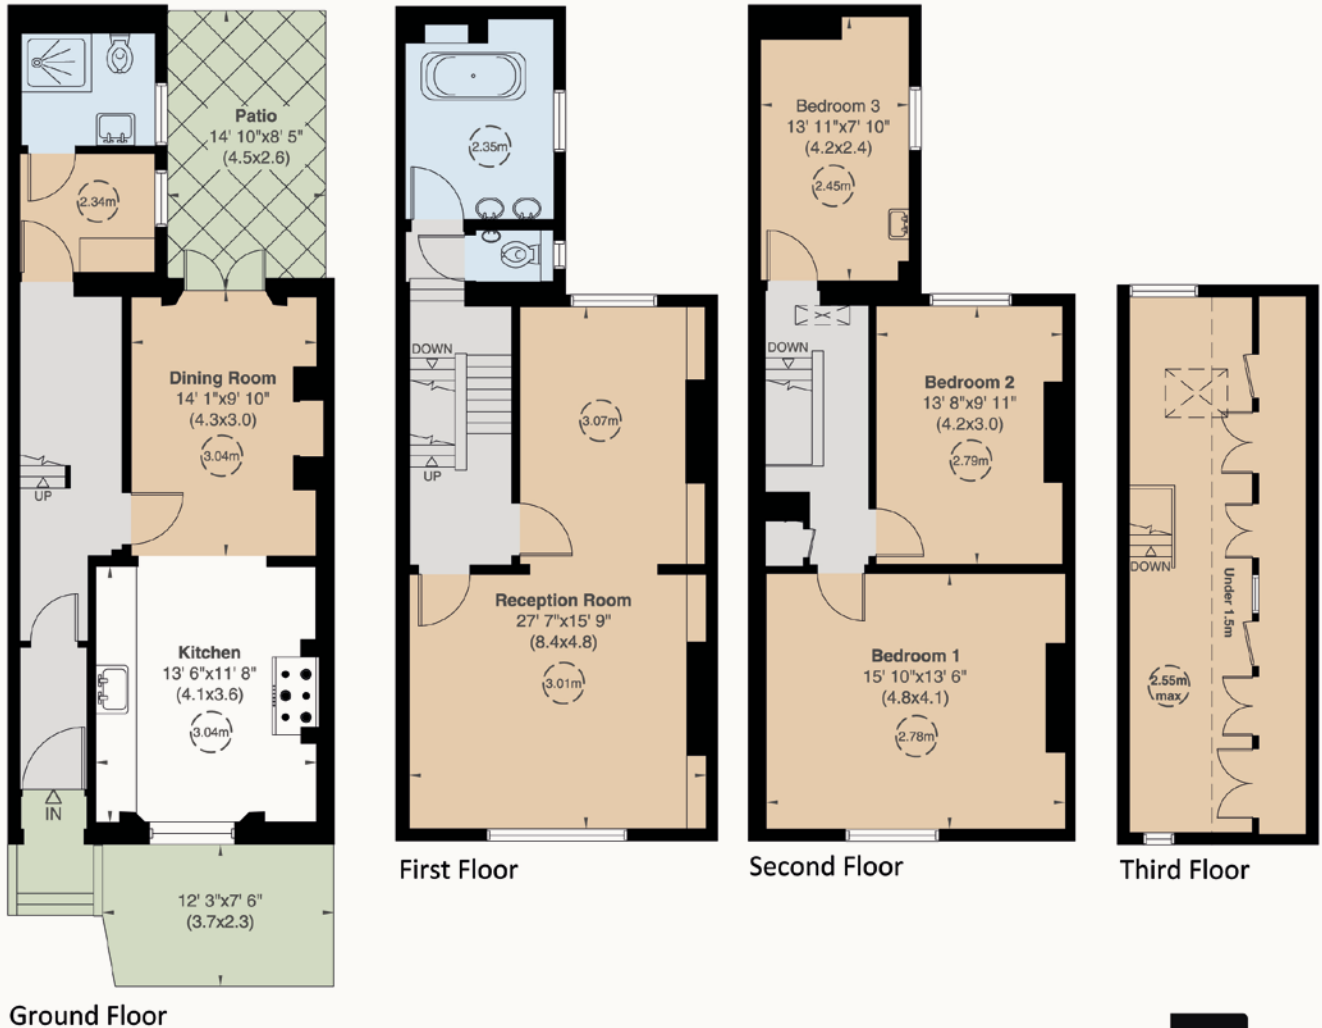 Patio
14' 10"x8' 5"
(4.5x2.6)
2.34m
Dining Room
14' 1"x9' 10"
(4.3x3.0)
3.04m
UP
Kitchen
13' 6"x11' 8"
(4.1x3.6)
3.04m
IN
12' 3"x7' 6"
(3.7x2.3)
Ground Floor
2.35m
DOWN
UP
3.07m
Reception Room
27' 7"x15' 9"
(8.4x4.8)
3.01m
First Floor
Bedroom 3
13' 11"x7' 10"
(4.2x2.4)
2.45m
DOWN
Bedroom 2
13' 8"x9' 11"
(4.2x3.0)
2.79m
Bedroom 1
15' 10"x13' 6"
(4.8x4.1)
2.78m
Second Floor
DOWN
Under 1.5m
2.55m
max
Third Floor